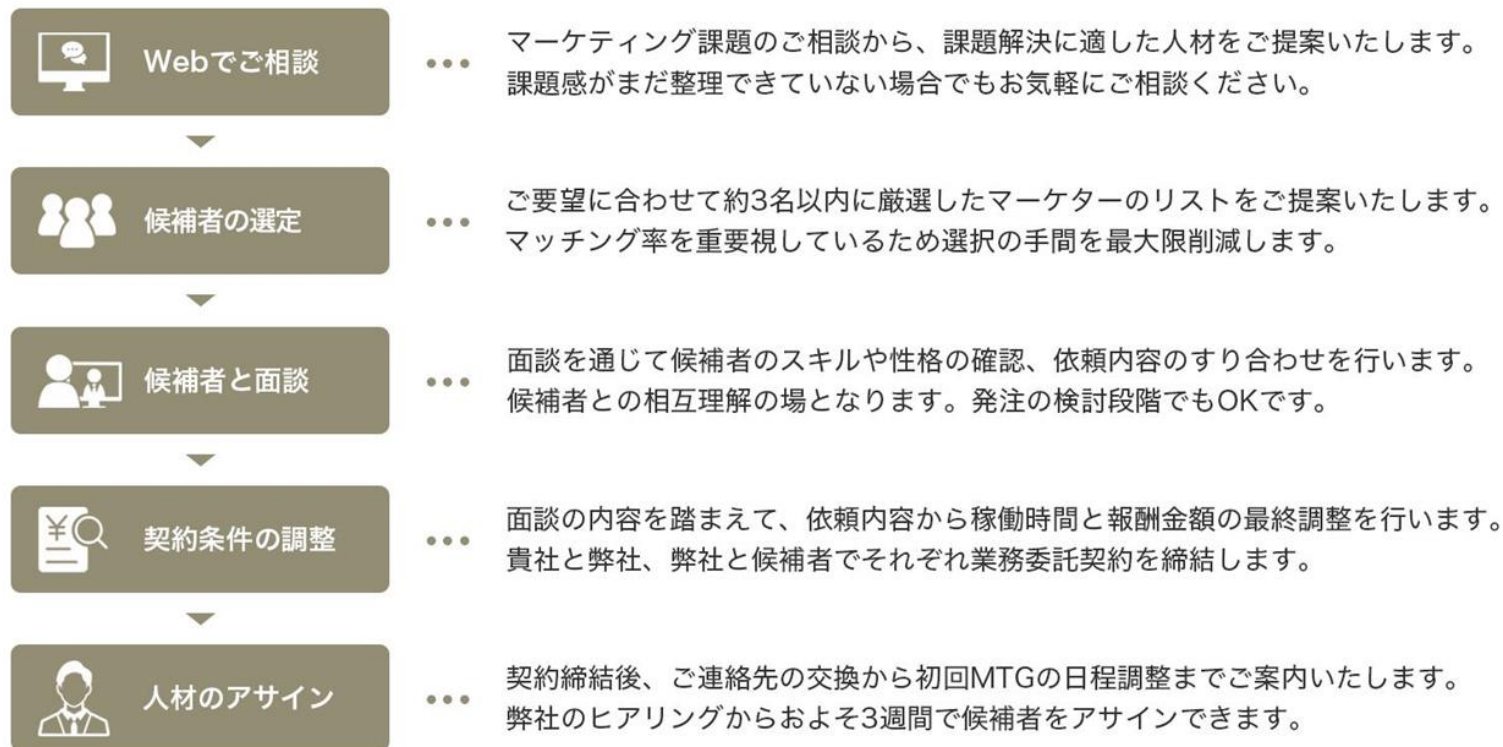 Webでご相談
マーケティング課題のご相談から、課題解決に適した人材をご提案いたします。
課題感がまだ整理できていない場合でもお気軽にご相談ください。
候補者の選定
ご要望に合わせて約3名以内に厳選したマーケターのリストをご提案いたします。
マッチング率を重要視しているため選択の手間を最大限削減します。
候補者と面談
面談を通じて候補者のスキルや性格の確認、依頼内容のすり合わせを行います。
候補者との相互理解の場となります。発注の検討段階でもOKです。
¥
契約条件の調整
面談の内容を踏まえて、依頼内容から稼働時間と報酬金額の最終調整を行います。
貴社と弊社、弊社と候補者でそれぞれ業務委託契約を締結します。
人材のアサイン
契約締結後、ご連絡先の交換から初回MTGの日程調整までご案内いたします。
弊社のヒアリングからおよそ3週間で候補者をアサインできます。